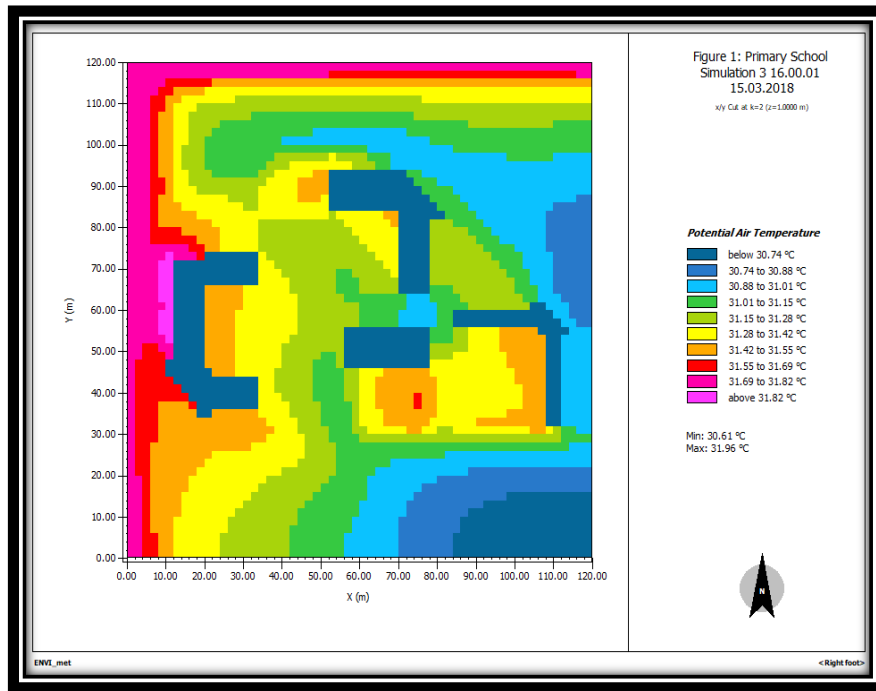 Figure 1: Primary School
Simulation 3 16.00.01
15.03.2018
x/y Cut at k=2 (z=1.0000 m)
120.00
110.00
100.00
90.00
80.00
70.00
60.00
50.00
40.00
30.00
20.00
10.00
0.00
Y (m)
0.00 10.00 20.00 30.00 40.00 50.00 60.00 70.00 80.00 90.00 100.00 110.00 120.00
X (m)
Potential Air Temperature
below 30.74 °C
30.74 to 30.88 °C
30.88 to 31.01 °C
31.01 to 31.15 °C
31.15 to 31.28 °C
31.28 to 31.42 °C
31.42 to 31.55 °C
31.55 to 31.69 °C
31.69 to 31.82 °C
above 31.82 °C
Min: 30.61 °C
Max: 31.96 °C
N
ENVI_met
<Right foot>